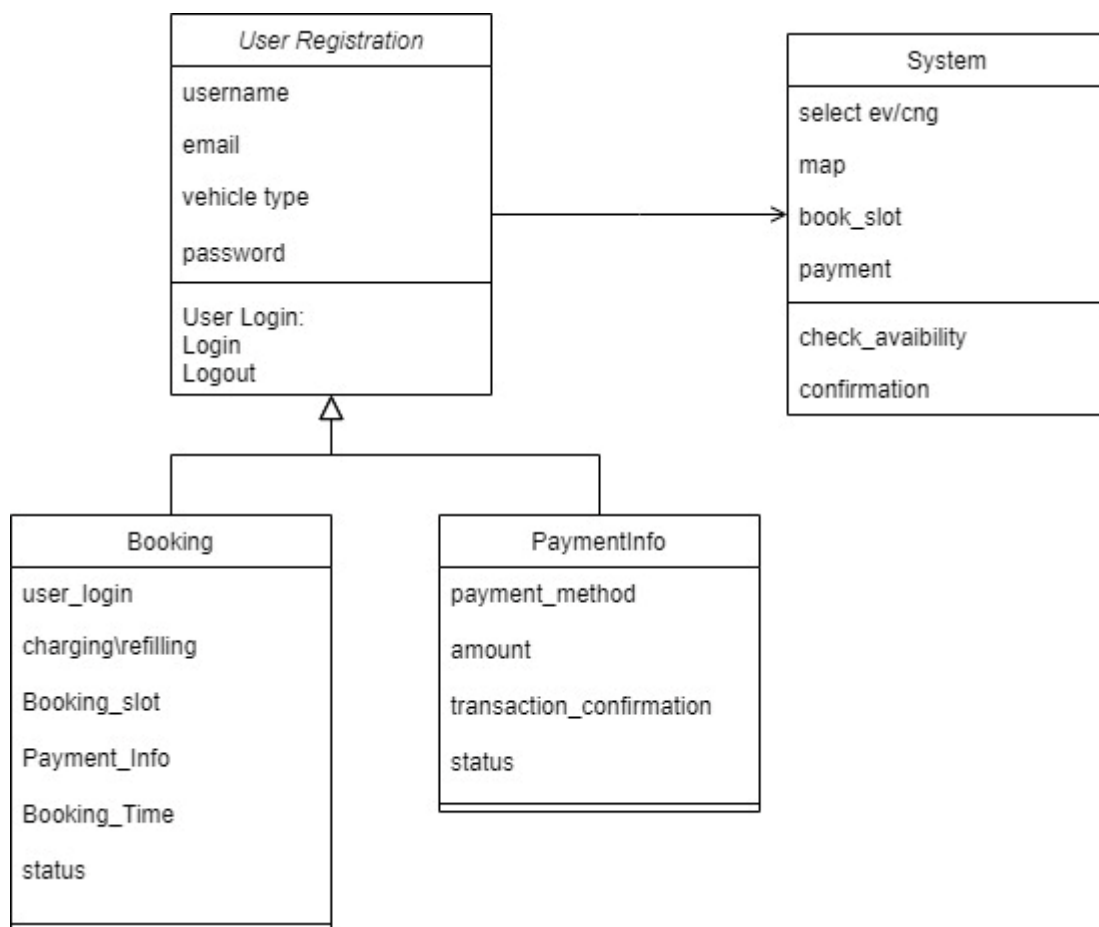 User Registration
username
email
vehicle type
password
User Login:
Login
Logout
System
select ev/cng
map
book_slot
payment
check_avaibility
confirmation
Booking
user_login
charging\refilling
Booking_slot
Payment_Info
Booking_Time
status
PaymentInfo
payment_method
amount
transaction_confirmation
status